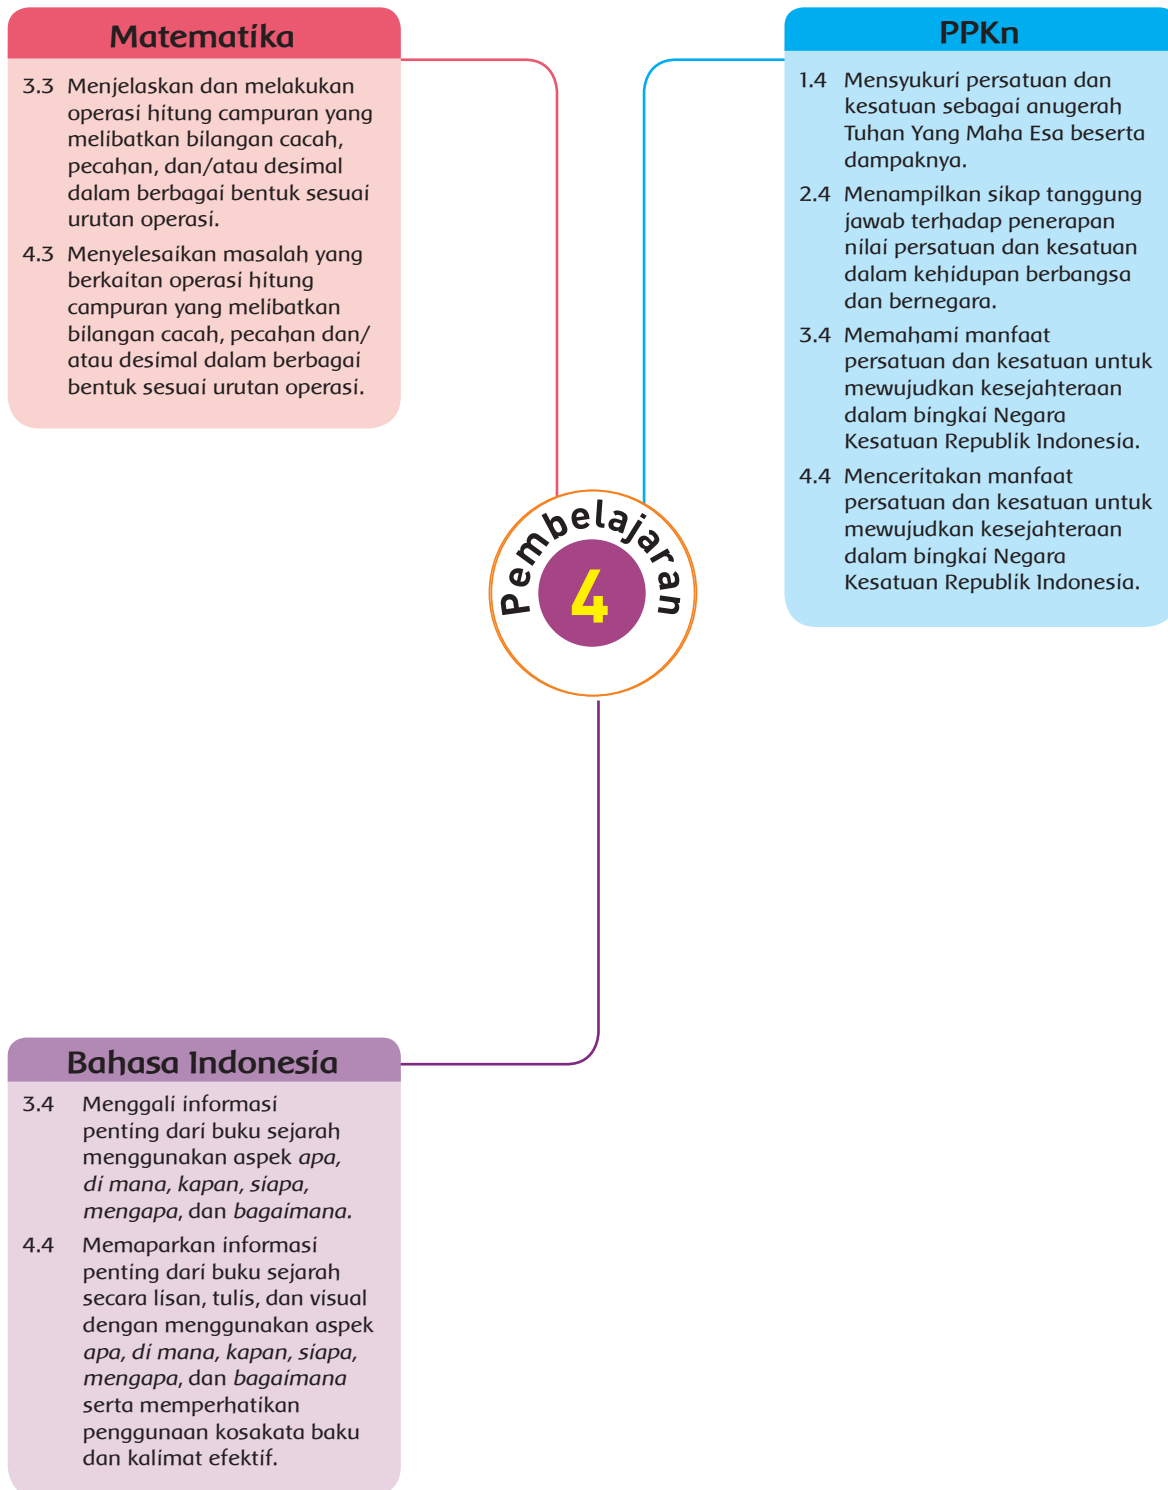 Matematika
3.3 Menjelaskan dan melakukan
operasi hitung campuran yang
melibatkan bilangan cacah,
pecahan, dan/atau desimal
dalam berbagai bentuk sesuai
urutan operasi.
4.3 Menyelesaikan masalah yang
berkaitan operasi hitung
campuran yang melibatkan
bilangan cacah, pecahan dan/
atau desimal dalam berbagai
bentuk sesuai urutan operasi.
PPKn
1.4 Mensyukuri persatuan dan
kesatuan sebagai anugerah
Tuhan Yang Maha Esa beserta
dampaknya.
2.4 Menampilkan sikap tanggung
jawab terhadap penerapan
nilai persatuan dan kesatuan
dalam kehidupan berbangsa
dan bernegara.
3.4 Memahami manfaat
persatuan dan kesatuan untuk
mewujudkan kesejahteraan
dalam bingkai Negara
Kesatuan Republik Indonesia.
4.4 Menceritakan manfaat
persatuan dan kesatuan untuk
mewujudkan kesejahteraan
dalam bingkai Negara
Kesatuan Republik Indonesia.
Pembelajaran
4
Bahasa Indonesia
3.4 Menggali informasi
penting dari buku sejarah
menggunakan aspek apa,
di mana, kapan, siapa,
mengapa, dan bagaimana.
4.4 Memaparkan informasi
penting dari buku sejarah
secara lisan, tulis, dan visual
dengan menggunakan aspek
apa, di mana, kapan, siapa,
mengapa, dan bagaimana
serta memperhatikan
penggunaan kosakata baku
dan kalimat efektif.